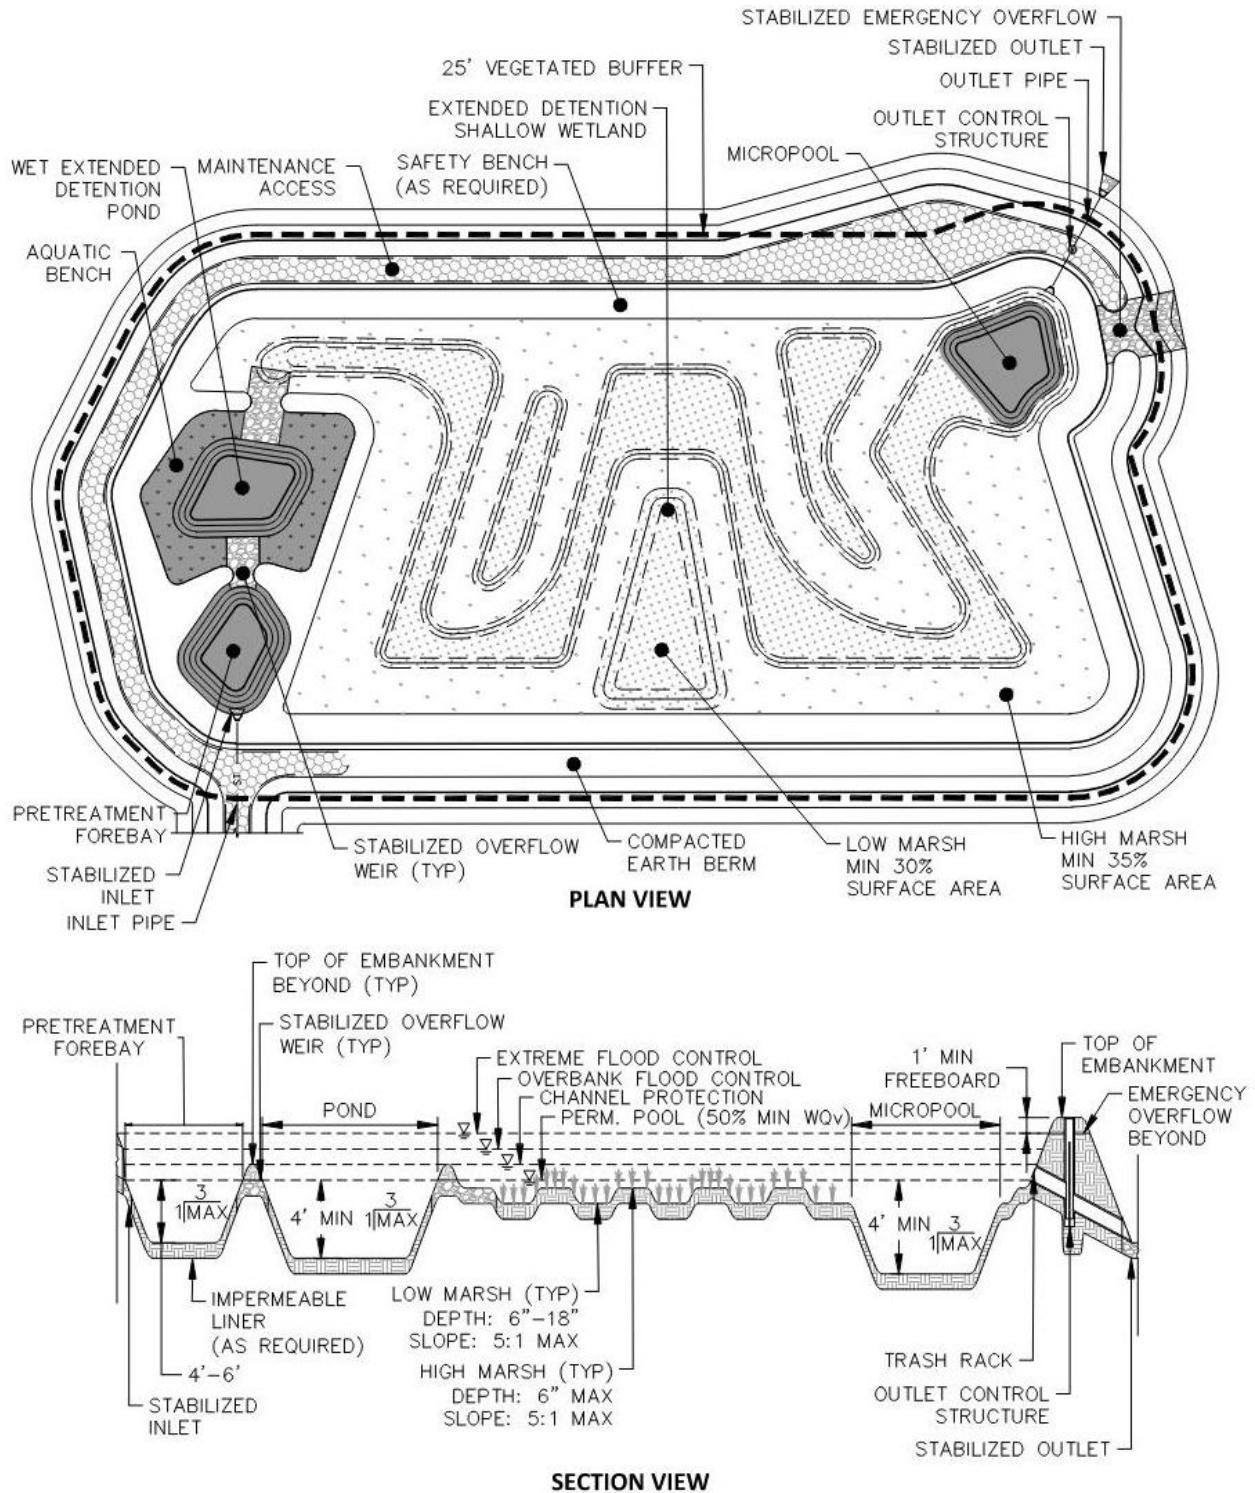 STABILIZED EMERGENCY OVERFLOW
STABILIZED OUTLET
25' VEGETATED BUFFER
OUTLET PIPE
EXTENDED DETENTION
SHALLOW WETLAND
OUTLET CONTROL
STRUCTURE
WET EXTENDED
DETENTION
POND
MAINTENANCE
ACCESS
SAFETY BENCH
(AS REQUIRED)
MICROPOOL
AQUATIC
BENCH
ST
PRETREATMENT
FOREBAY
STABILIZED
INLET
INLET PIPE
STABILIZED OVERFLOW
WEIR (TYP)
COMPACTED
EARTH BERM
LOW MARSH
MIN 30%
SURFACE AREA
HIGH MARSH
MIN 35%
SURFACE AREA
PLAN VIEW
TOP OF EMBANKMENT
BEYOND (TYP)
PRETREATMENT
FOREBAY
STABILIZED OVERFLOW
WEIR (TYP)
EXTREME FLOOD CONTROL
OVERBANK FLOOD CONTROL
CHANNEL PROTECTION
PERM. POOL (50% MIN WQv)
1' MIN
FREEBOARD
TOP OF
EMBANKMENT
EMERGENCY
OVERFLOW
BEYOND
POND
MICROPOOL
3
1 MAX
4' MIN
3
1 MAX
4' MIN
3
1 MAX
IMPERMEABLE
LINER
(AS REQUIRED)
4'-6'
STABILIZED
INLET
LOW MARSH (TYP)
DEPTH: 6"-18"
SLOPE: 5:1 MAX
HIGH MARSH (TYP)
DEPTH: 6" MAX
SLOPE: 5:1 MAX
TRASH RACK
OUTLET CONTROL
STRUCTURE
STABILIZED OUTLET
SECTION VIEW